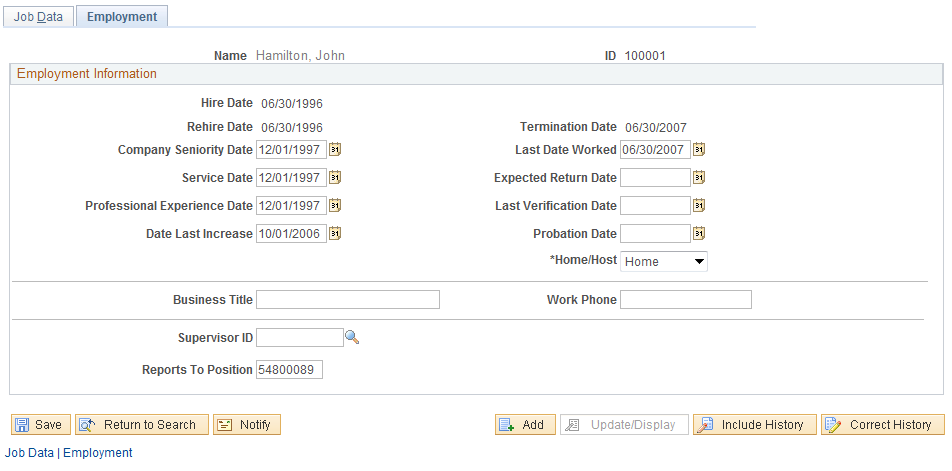 Job Data Employment
Name Hamilton, John ID 100001
Employment Information
Hire Date 06/30/1996
Rehire Date 06/30/1996 Termination Date 06/30/2007
Company Seniority Date 12/01/1997 Last Date Worked 06/30/2007
Service Date 12/01/1997 Expected Return Date
Professional Experience Date 12/01/1997 Last Verification Date
Date Last Increase 10/01/2006 Probation Date
*Home/Host Home
Business Title Work Phone
Supervisor ID
Reports To Position 54800089
Save Return to Search Notify Add Update/Display Include History Correct History
Job Data | Employment